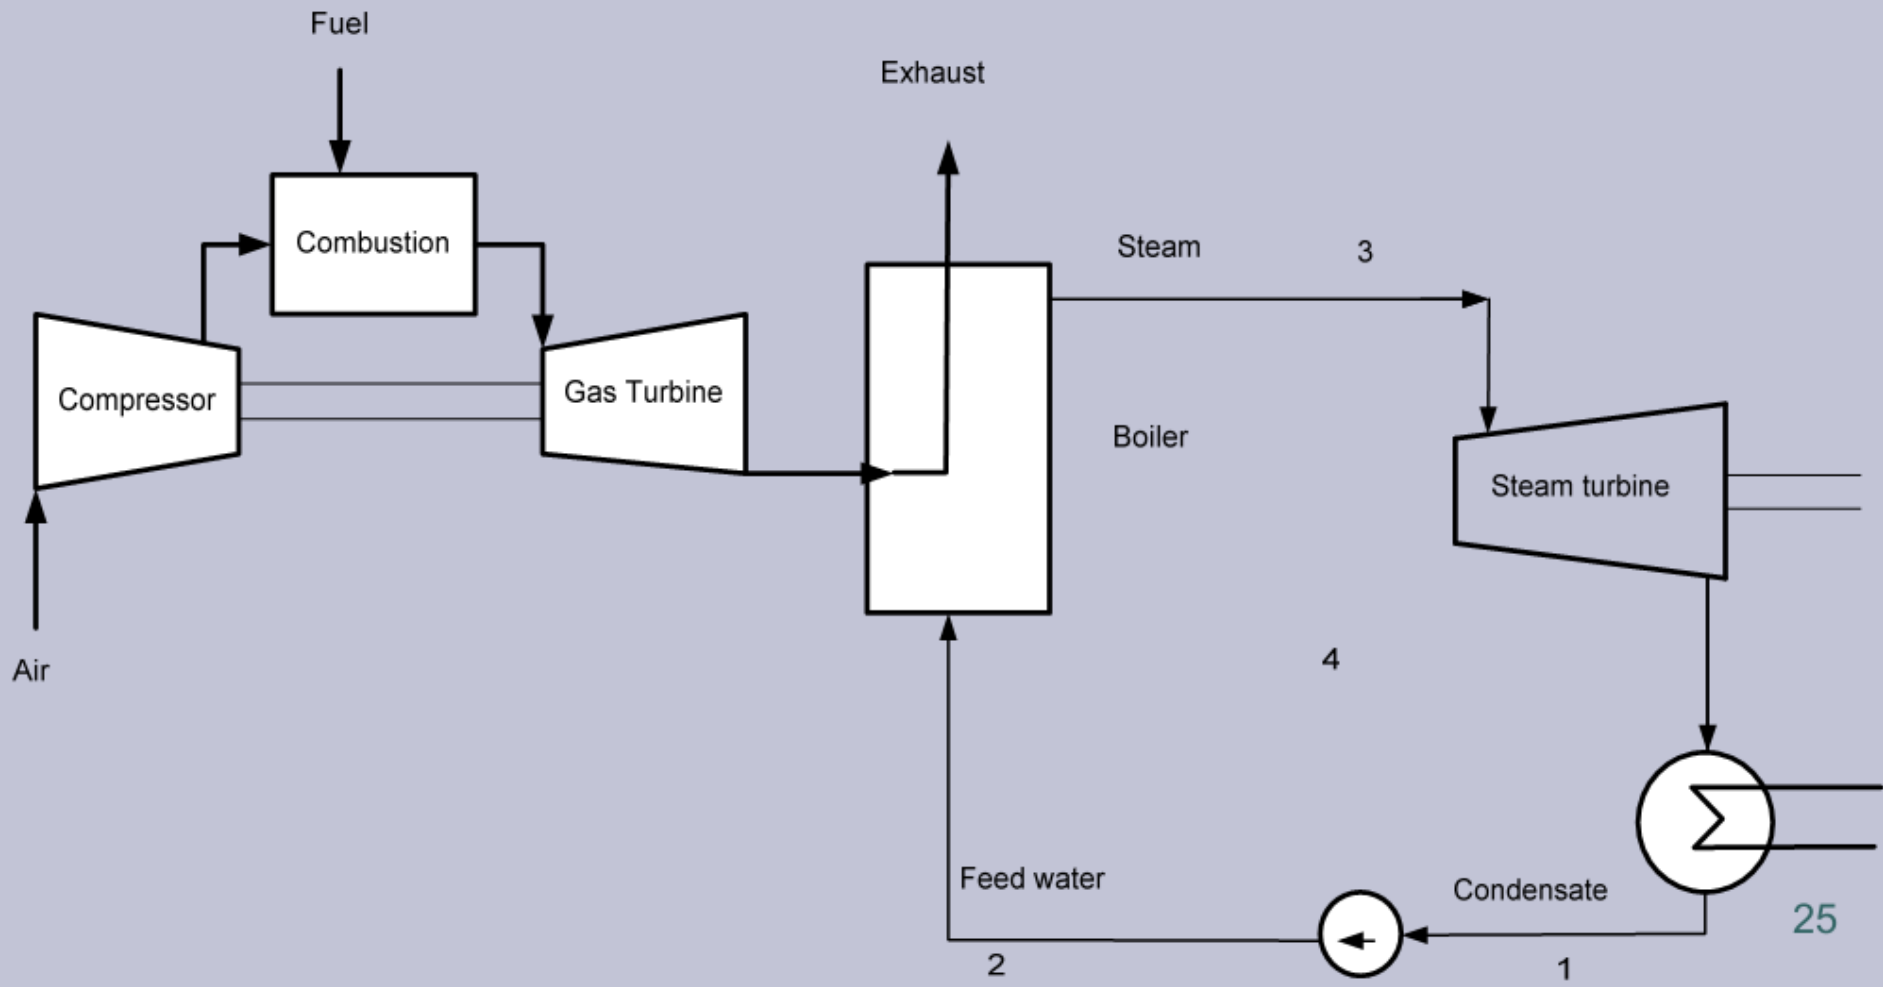 Fuel
Exhaust
Combustion
Steam
3
Compressor
Gas Turbine
Boiler
Steam turbine
Air
4
Feed water
Condensate
25
2
1